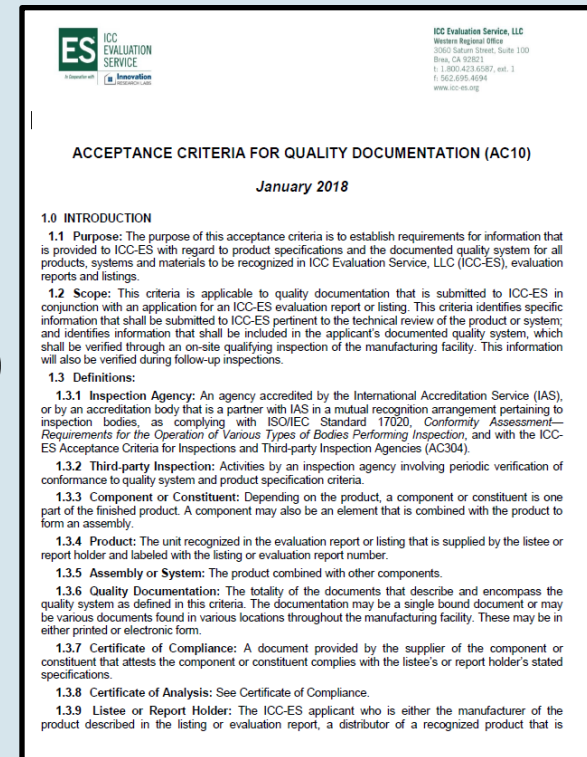 ES
ICC
EVALUATION
SERVICE
In Cooperation with
Innovation
RESEARCH LABS
ICC Evaluation Service, LLC
Western Regional Office
3060 Saturn Street, Suite 100
Brea, CA 92821
t: 1.800.423.6587, ext. 1
f: 562.695.4694
www.icc-es.org
ACCEPTANCE CRITERIA FOR QUALITY DOCUMENTATION (AC10)
January 2018
1.0 INTRODUCTION
1.1 Purpose: The purpose of this acceptance criteria is to establish requirements for information that
is provided to ICC-ES with regard to product specifications and the documented quality system for all
products, systems and materials to be recognized in ICC Evaluation Service, LLC (ICC-ES), evaluation
reports and listings.
1.2 Scope: This criteria is applicable to quality documentation that is submitted to ICC-ES in
conjunction with an application for an ICC-ES evaluation report or listing. This criteria identifies specific
information that shall be submitted to ICC-ES pertinent to the technical review of the product or system;
and identifies information that shall be included in the applicant's documented quality system, which
shall be verified through an on-site qualifying inspection of the manufacturing facility. This information
will also be verified during follow-up inspections.
1.3 Definitions:
1.3.1 Inspection Agency: An agency accredited by the International Accreditation Service (IAS),
or by an accreditation body that is a partner with IAS in a mutual recognition arrangement pertaining to
inspection bodies, as complying with ISO/IEC Standard 17020, Conformity Assessment—
Requirements for the Operation of Various Types of Bodies Performing Inspection, and with the ICC-
ES Acceptance Criteria for Inspections and Third-party Inspection Agencies (AC304).
1.3.2 Third-party Inspection: Activities by an inspection agency involving periodic verification of
conformance to quality system and product specification criteria.
1.3.3 Component or Constituent: Depending on the product, a component or constituent is one
part of the finished product. A component may also be an element that is combined with the product to
form an assembly.
1.3.4 Product: The unit recognized in the evaluation report or listing that is supplied by the listee or
report holder and labeled with the listing or evaluation report number.
1.3.5 Assembly or System: The product combined with other components.
1.3.6 Quality Documentation: The totality of the documents that describe and encompass the
quality system as defined in this criteria. The documentation may be a single bound document or may
be various documents found in various locations throughout the manufacturing facility. These may be in
either printed or electronic form.
1.3.7 Certificate of Compliance: A document provided by the supplier of the component or
constituent that attests the component or constituent complies with the listee's or report holder's stated
specifications.
1.3.8 Certificate of Analysis: See Certificate of Compliance.
1.3.9 Listee or Report Holder: The ICC-ES applicant who is either the manufacturer of the
product described in the listing or evaluation report, a distributor of a recognized product that is